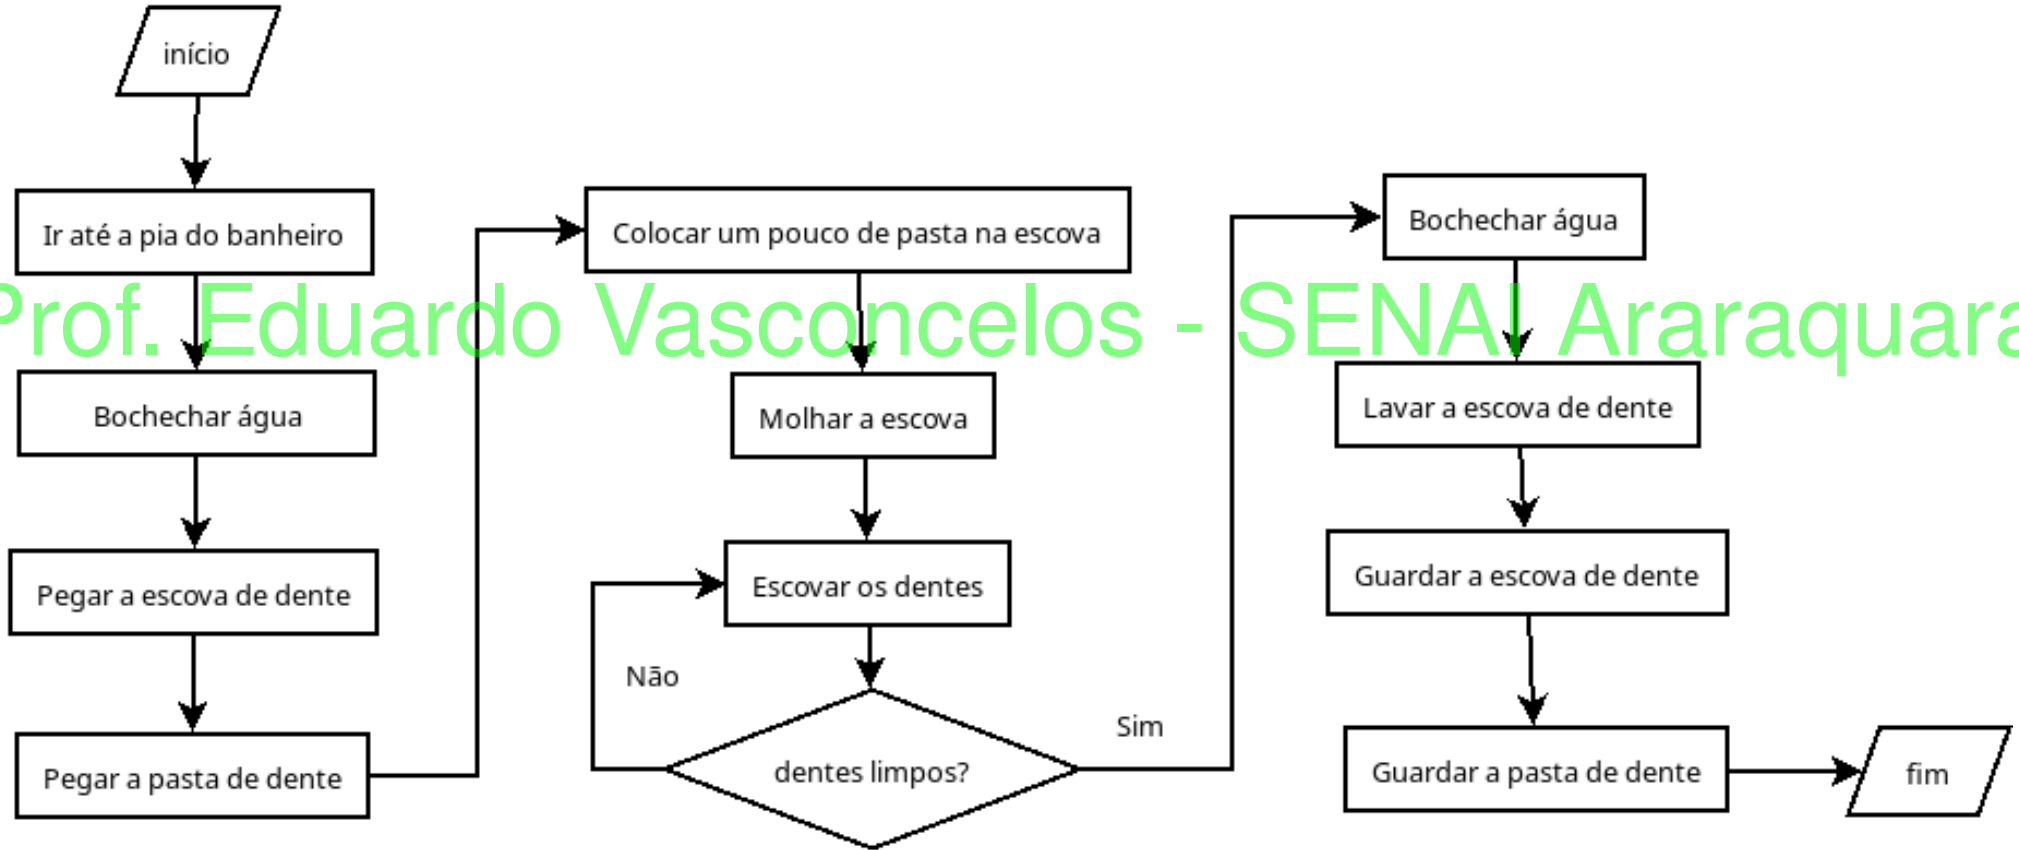 início
Ir até a pia do banheiro
Bochechar água
Pegar a escova de dente
Pegar a pasta de dente
Colocar um pouco de pasta na escova
Molhar a escova
Escovar os dentes
Não
dentes limpos?
Sim
Bochechar água
Lavar a escova de dente
Guardar a escova de dente
Guardar a pasta de dente
fim
Prof. Eduardo Vasconcelos - SENAI Araraquara